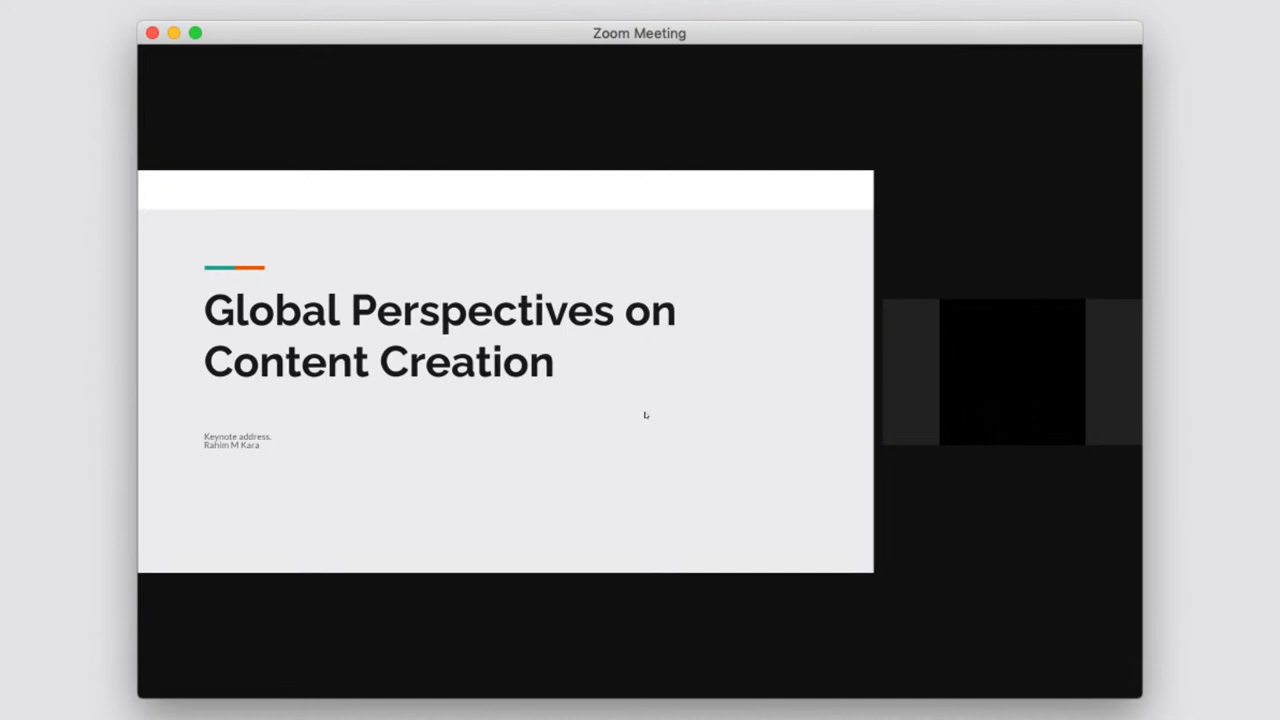 Zoom Meeting
Global Perspectives on
Content Creation
Keynote address.
Rahim M Kara